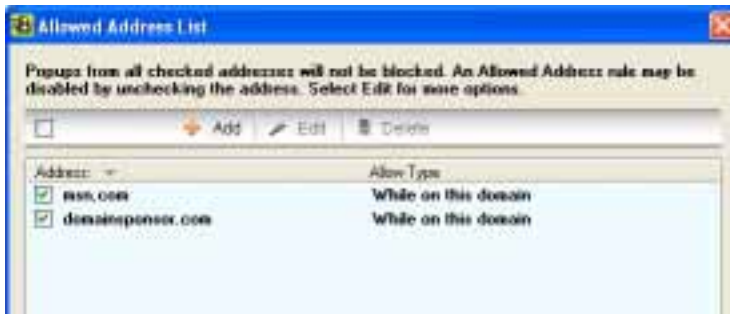 Allowed Address List
Popups from all checked addresses will not be blocked. An Allowed Address rule may be
disabled by unchecking the address. Select Edit for more options.
Add Edit Delete
Address Allow Type
msn.com While on this domain
domainsponsor.com While on this domain